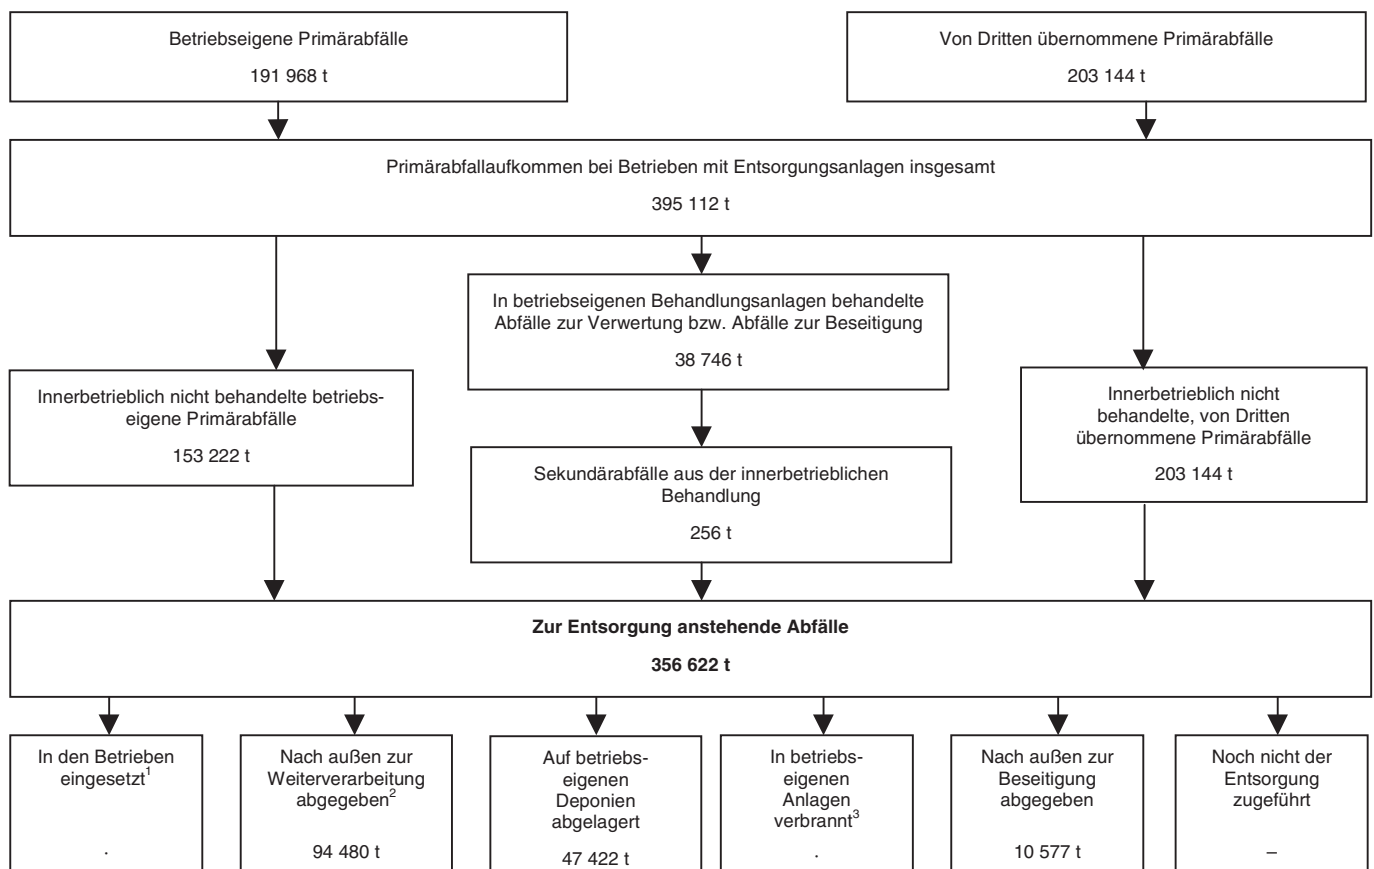 Betriebseigene Primärabfälle
191 968 t
Von Dritten übernommene Primärabfälle
203 144 t
Primärabfallaufkommen bei Betrieben mit Entsorgungsanlagen insgesamt
395 112 t
In betriebseigenen Behandlungsanlagen behandelte
Abfälle zur Verwertung bzw. Abfälle zur Beseitigung
38 746 t
Innerbetrieblich nicht behandelte betriebs-
eigene Primärabfälle
153 222 t
Innerbetrieblich nicht
behandelte, von Dritten
übernommene Primärabfälle
203 144 t
Sekundärabfälle aus der innerbetrieblichen
Behandlung
256 t
Zur Entsorgung anstehende Abfälle
356 622 t
In den Betrieben
eingesetzt¹
.
Nach außen zur
Weiterverarbeitung
abgegeben²
94 480 t
Auf betriebs-
eigenen
Deponien
abgelagert
47 422 t
In betriebs-
eigenen
Anlagen
verbrannt³
.
Nach außen zur
Beseitigung
abgegeben
10 577 t
Noch nicht der
Entsorgung
zugeführt
–